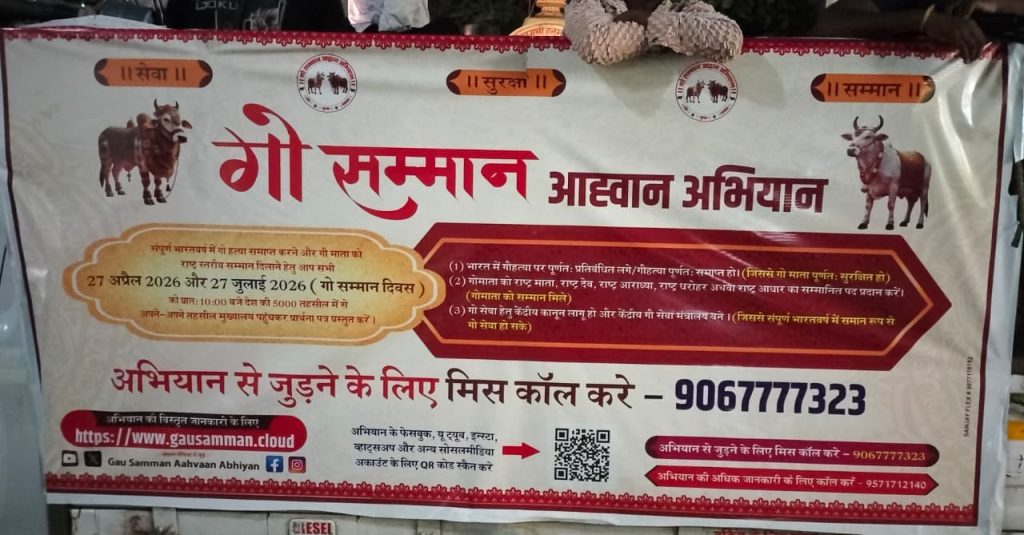 GOKU
|| सेवा ||
|| सुरक्षा ||
|| सम्मान ||
गो सम्मान आह्वान अभियान
संपूर्ण भारतवर्ष में गो हत्या समाप्त करने और गौ माता को
राष्ट्र स्तरीय सम्मान दिलाने हेतु आप सभी
27 अप्रैल 2026 और 27 जुलाई 2026 ( गो सम्मान दिवस )
को प्रातः 10:00 बजे देश की 5000 तहसील में से
अपने-अपने तहसील मुख्यालय पहुंचकर प्रार्थना पत्र प्रस्तुत करें ।
(1) भारत में गौहत्या पर पूर्णतः प्रतिबंधित लगे/गौहत्या पूर्णतः समाप्त हो। (जिससे गो माता पूर्णतः सुरक्षित हो)
(2) गोमाता को राष्ट्र माता, राष्ट्र देव, राष्ट्र आराध्या, राष्ट्र धरोहर अथवा राष्ट्र आधार का सम्मानित पद प्रदान करें।
(गोमाता को सम्मान मिले)
(3) गो सेवा हेतु केंद्रीय कानून लागू हो और केंद्रीय गौ सेवा मंत्रालय बने । (जिससे संपूर्ण भारतवर्ष में समान रूप से
गो सेवा हो सके)
अभियान से जुड़ने के लिए मिस कॉल करे – 9067777323
अभियान की विस्तृत जानकारी के लिए
https://www.gausamman.cloud
Gau Samman Aahvaan Abhiyan
अभियान के फेसबुक, यू ट्यूब, इन्स्टा,
व्हाट्सअप और अन्य सोसलमीडिया
अकाउंट के लिए QR कोड स्कैन करे
अभियान से जुड़ने के लिए मिस कॉल करे - 9067777323
अभियान की अधिक जानकारी के लिए कॉल करें - 9571712140
DIESEL